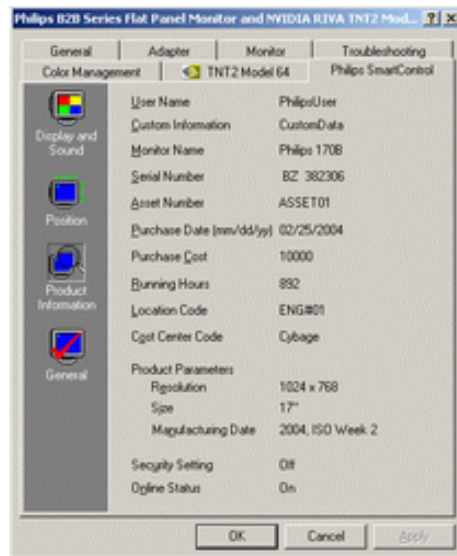 Philips B2B Series Flat Panel Monitor and NVIDIA RIVA TNT2 Mod... ? X
General Adapter Monitor Troubleshooting
Color Management TNT2 Model 64 Philips SmartControl
Display and Sound
Position
Product Information
General
User Name PhilipsUser
Custom Information CustomData
Monitor Name Philips 170B
Serial Number BZ 382306
Asset Number ASSET01
Purchase Date (mm/dd/yy) 02/25/2004
Purchase Cost 10000
Running Hours 892
Location Code ENG#01
Cost Center Code Cybage
Product Parameters
Resolution 1024 x 768
Size 17"
Manufacturing Date 2004, ISO Week 2
Security Setting Off
Online Status On
OK Cancel Apply